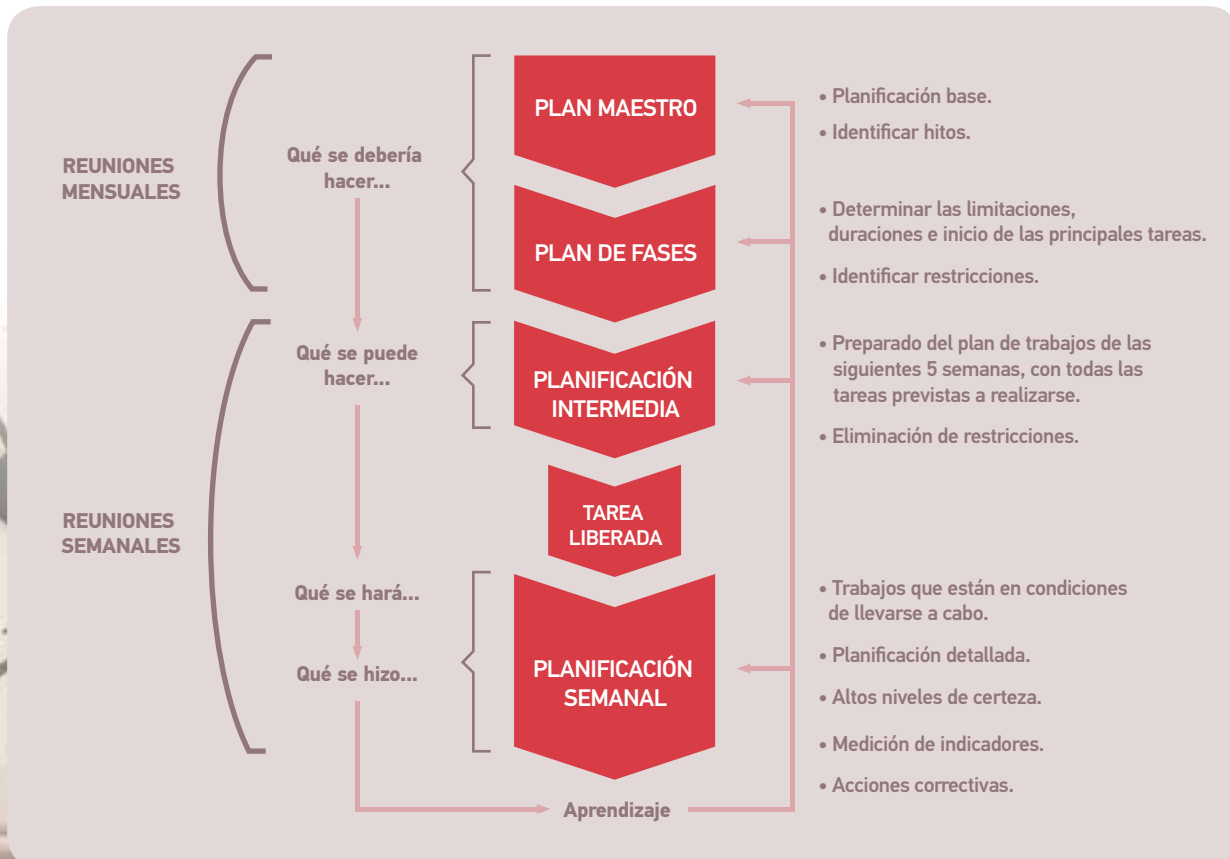 REUNIONES
MENSUALES
Qué se debería
hacer...
PLAN MAESTRO
• Planificación base.
• Identificar hitos.
PLAN DE FASES
• Determinar las limitaciones,
duraciones e inicio de las principales tareas.
• Identificar restricciones.
REUNIONES
SEMANALES
Qué se puede
hacer...
PLANIFICACIÓN
INTERMEDIA
• Preparado del plan de trabajos de las
siguientes 5 semanas, con todas las
tareas previstas a realizarse.
• Eliminación de restricciones.
TAREA
LIBERADA
Qué se hará...
Qué se hizo...
PLANIFICACIÓN
SEMANAL
• Trabajos que están en condiciones
de llevarse a cabo.
• Planificación detallada.
• Altos niveles de certeza.
• Medición de indicadores.
• Acciones correctivas.
Aprendizaje